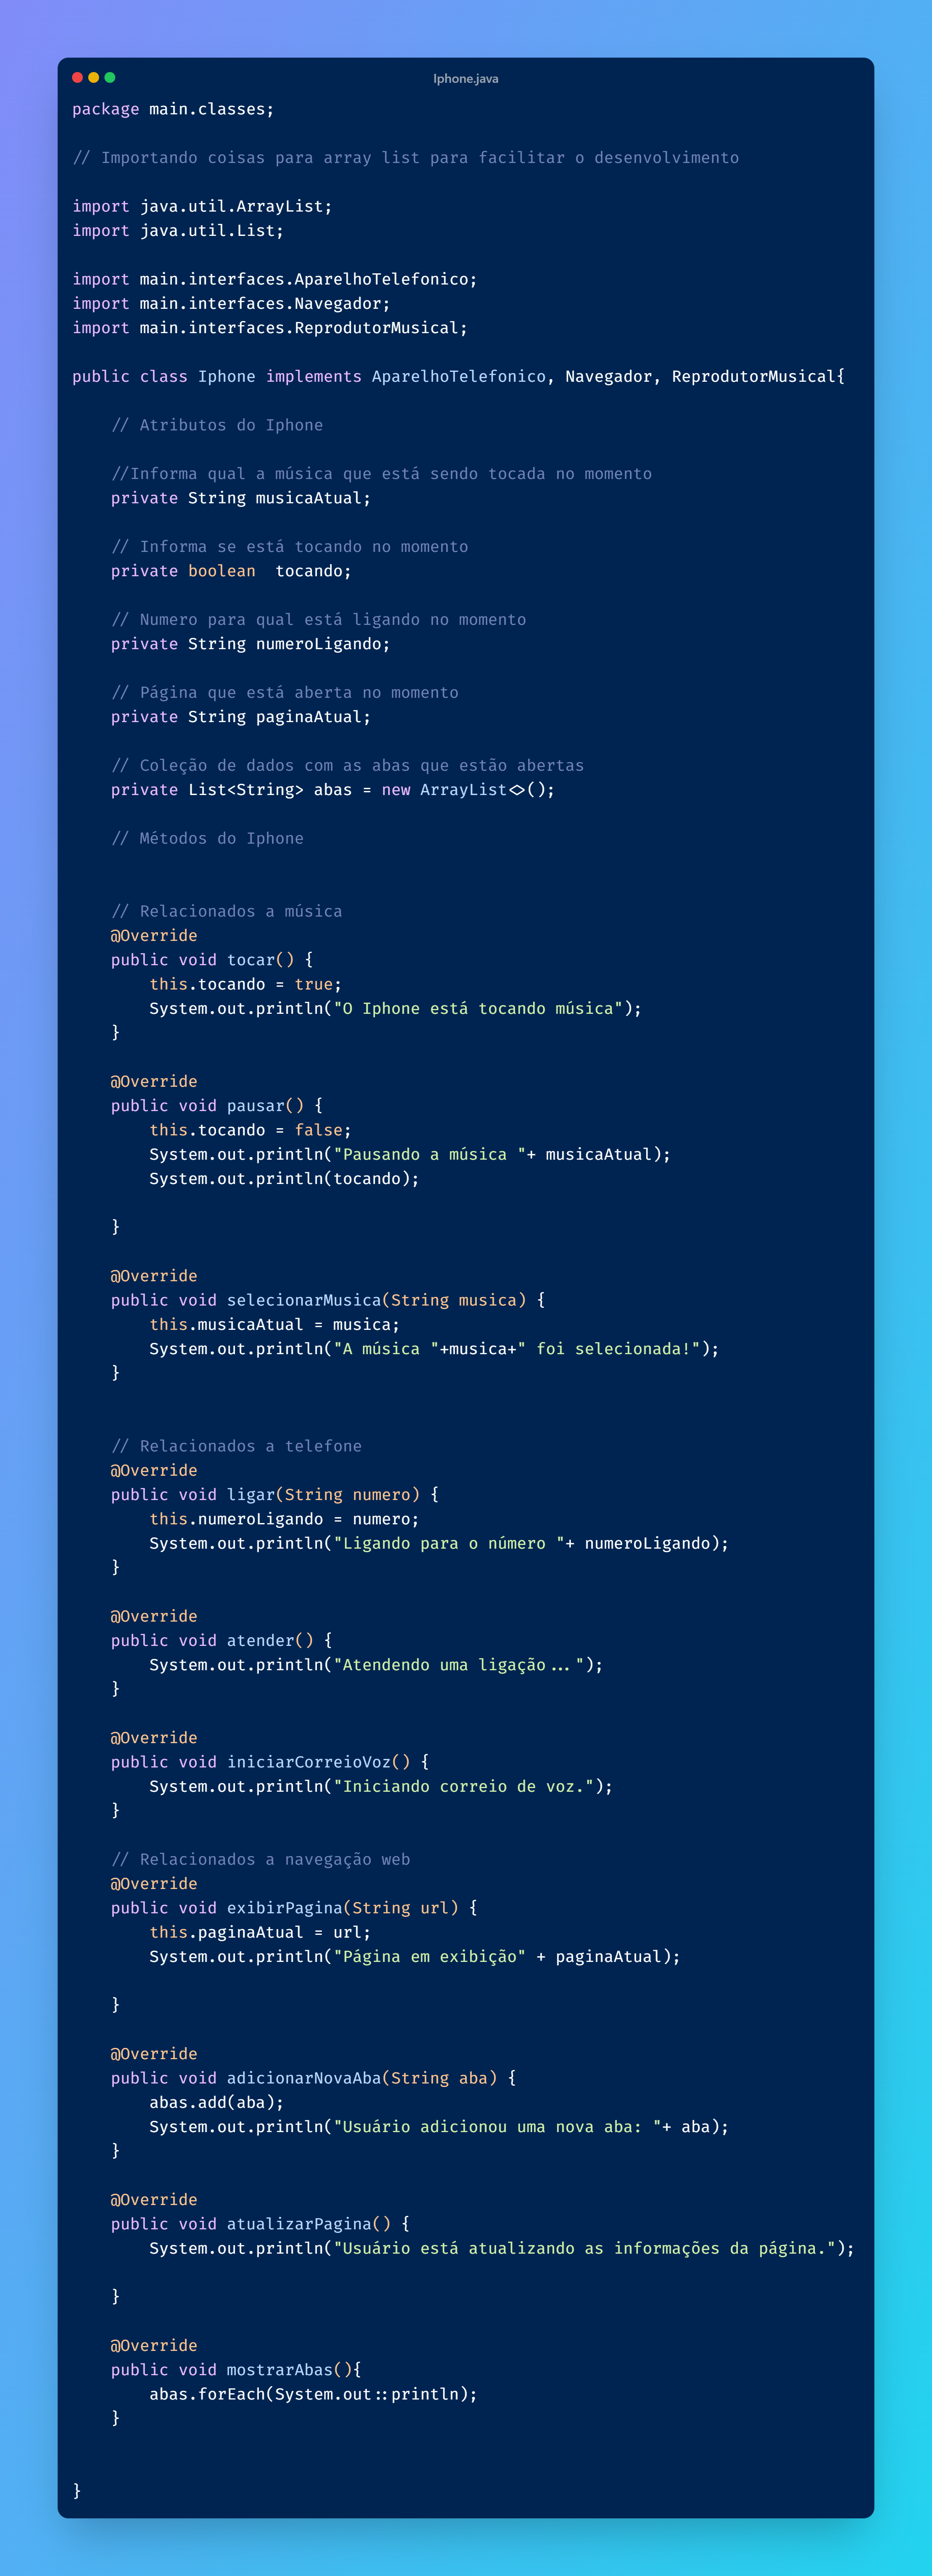 Iphone.java
package main.classes;
// Importando coisas para array list para facilitar o desenvolvimento
import java.util.ArrayList;
import java.util.List;
import main.interfaces.AparelhoTelefonico;
import main.interfaces.Navegador;
import main.interfaces.ReprodutorMusical;
public class Iphone implements AparelhoTelefonico, Navegador, ReprodutorMusical{
    // Atributos do Iphone
    //Informa qual a música que está sendo tocada no momento
    private String musicaAtual;
    // Informa se está tocando no momento
    private boolean  tocando;
    // Numero para qual está ligando no momento
    private String numeroLigando;
    // Página que está aberta no momento
    private String paginaAtual;
    // Coleção de dados com as abas que estão abertas
    private List<String> abas = new ArrayList<>();
    // Métodos do Iphone
    // Relacionados a música
    @Override
    public void tocar() {
        this.tocando = true;
        System.out.println("O Iphone está tocando música");
    }
    @Override
    public void pausar() {
        this.tocando = false;
        System.out.println("Pausando a música "+ musicaAtual);
        System.out.println(tocando);
    }
    @Override
    public void selecionarMusica(String musica) {
        this.musicaAtual = musica;
        System.out.println("A música "+musica+" foi selecionada!");
    }
    // Relacionados a telefone
    @Override
    public void ligar(String numero) {
        this.numeroLigando = numero;
        System.out.println("Ligando para o número "+ numeroLigando);
    }
    @Override
    public void atender() {
        System.out.println("Atendendo uma ligação...");
    }
    @Override
    public void iniciarCorreioVoz() {
        System.out.println("Iniciando correio de voz.");
    }
    // Relacionados a navegação web
    @Override
    public void exibirPagina(String url) {
        this.paginaAtual = url;
        System.out.println("Página em exibição" + paginaAtual);
    }
    @Override
    public void adicionarNovaAba(String aba) {
        abas.add(aba);
        System.out.println("Usuário adicionou uma nova aba: "+ aba);
    }
    @Override
    public void atualizarPagina() {
        System.out.println("Usuário está atualizando as informações da página.");
    }
    @Override
    public void mostrarAbas(){
        abas.forEach(System.out::println);
    }
}